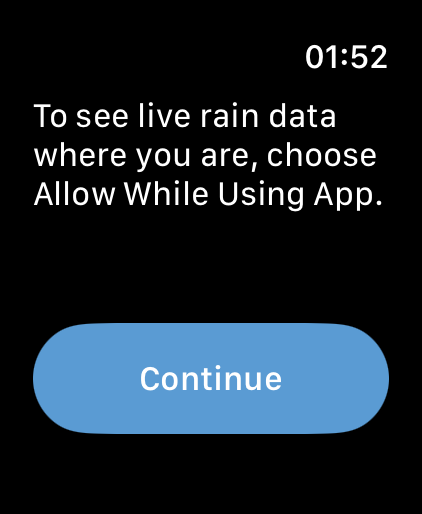 01:52
To see live rain data
where you are, choose
Allow While Using App.
Continue